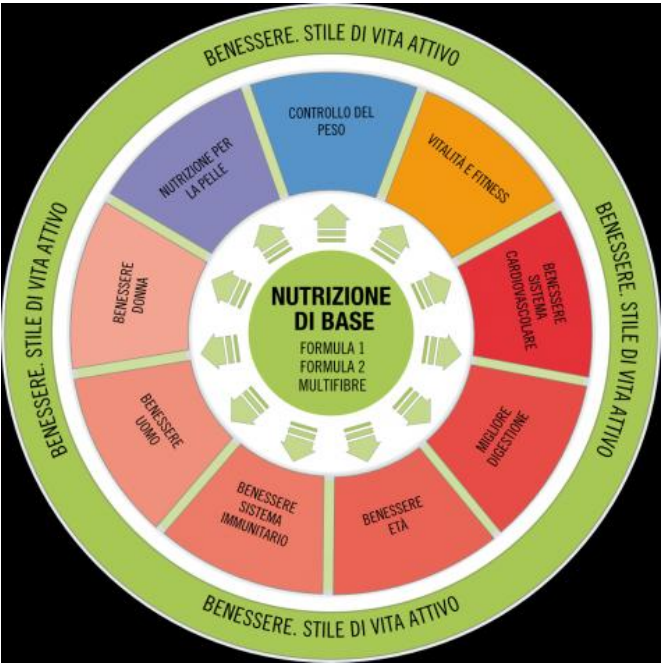 BENESSERE. STILE DI VITA ATTIVO
CONTROLLO DEL
PESO
VITALITÀ E FITNESS
BENESSERE
SISTEMA
CARDIOVASCOLARE
MIGLIORE
DIGESTIONE
BENESSERE
ETÀ
BENESSERE
SISTEMA
IMMUNITARIO
BENESSERE
UOMO
BENESSERE
DONNA
NUTRIZIONE PER
LA PELLE
NUTRIZIONE
DI BASE
FORMULA 1
FORMULA 2
MULTIFIBRE
BENESSERE. STILE DI VITA ATTIVO
BENESSERE. STILE DI VITA ATTIVO
BENESSERE. STILE DI VITA ATTIVO